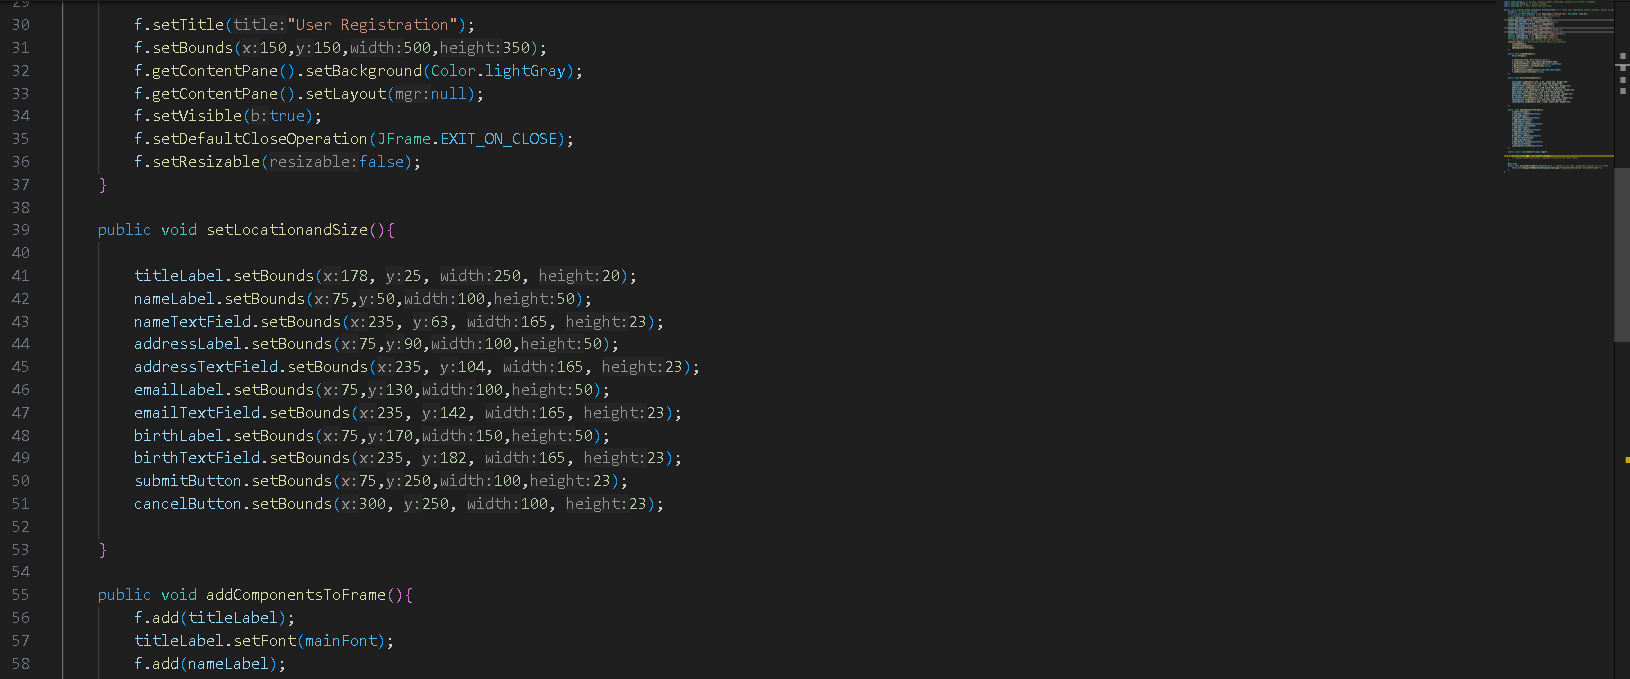 29
30 f.setTitle(title:"User Registration");
31 f.setBounds(x:150,y:150,width:500,height:350);
32 f.getContentPane().setBackground(Color.lightGray);
33 f.getContentPane().setLayout(mgr:null);
34 f.setVisible(b:true);
35 f.setDefaultCloseOperation(JFrame.EXIT_ON_CLOSE);
36 f.setResizable(resizable:false);
37 }
38
39 public void setLocationandSize(){
40
41 titleLabel.setBounds(x:178, y:25, width:250, height:20);
42 nameLabel.setBounds(x:75,y:50,width:100,height:50);
43 nameTextField.setBounds(x:235, y:63, width:165, height:23);
44 addressLabel.setBounds(x:75,y:90,width:100,height:50);
45 addressTextField.setBounds(x:235, y:104, width:165, height:23);
46 emailLabel.setBounds(x:75,y:130,width:100,height:50);
47 emailTextField.setBounds(x:235, y:142, width:165, height:23);
48 birthLabel.setBounds(x:75,y:170,width:150,height:50);
49 birthTextField.setBounds(x:235, y:182, width:165, height:23);
50 submitButton.setBounds(x:75,y:250,width:100,height:23);
51 cancelButton.setBounds(x:300, y:250, width:100, height:23);
52
53 }
54
55 public void addComponentsToFrame(){
56 f.add(titleLabel);
57 titleLabel.setFont(mainFont);
58 f.add(nameLabel);